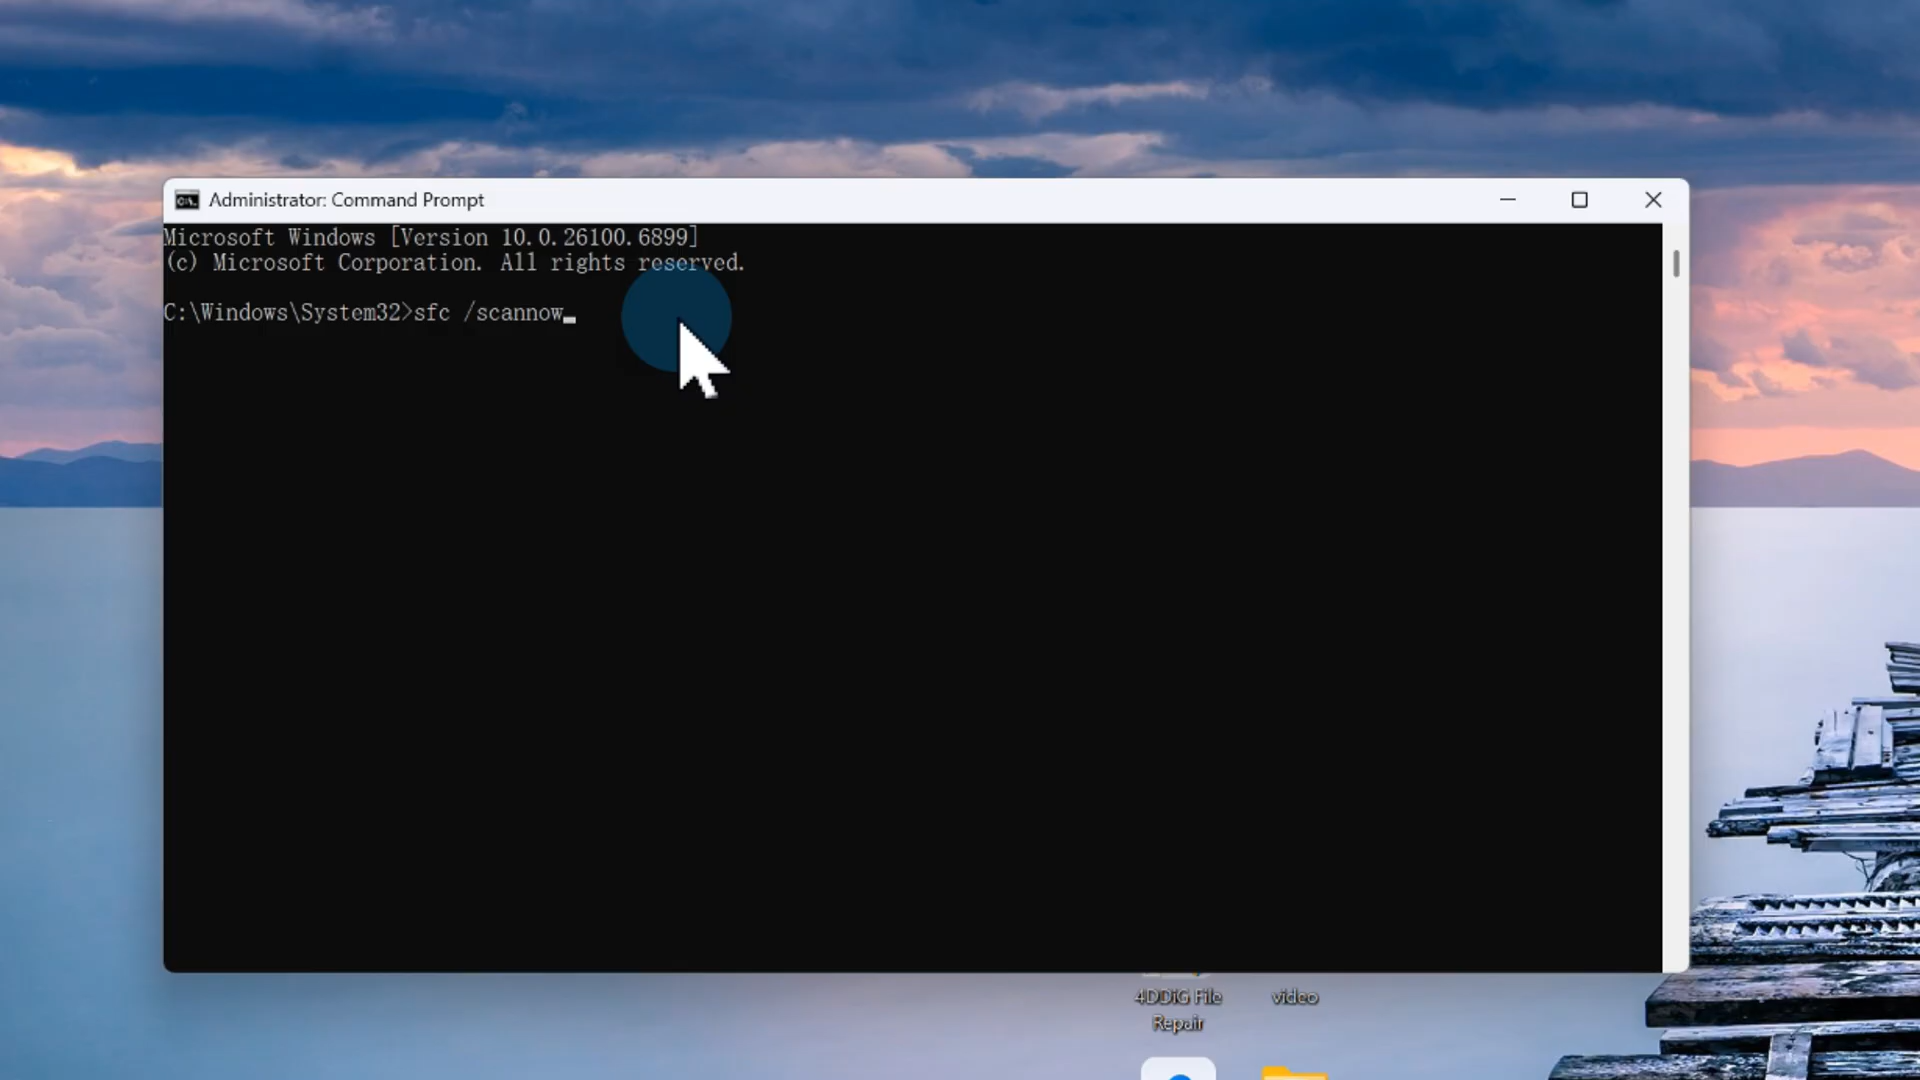 Administrator: Command Prompt
Microsoft Windows [Version 10.0.26100.6899]
(c) Microsoft Corporation. All rights reserved.
C:\Windows\System32>sfc /scannow
4DDiG File
Repair
video